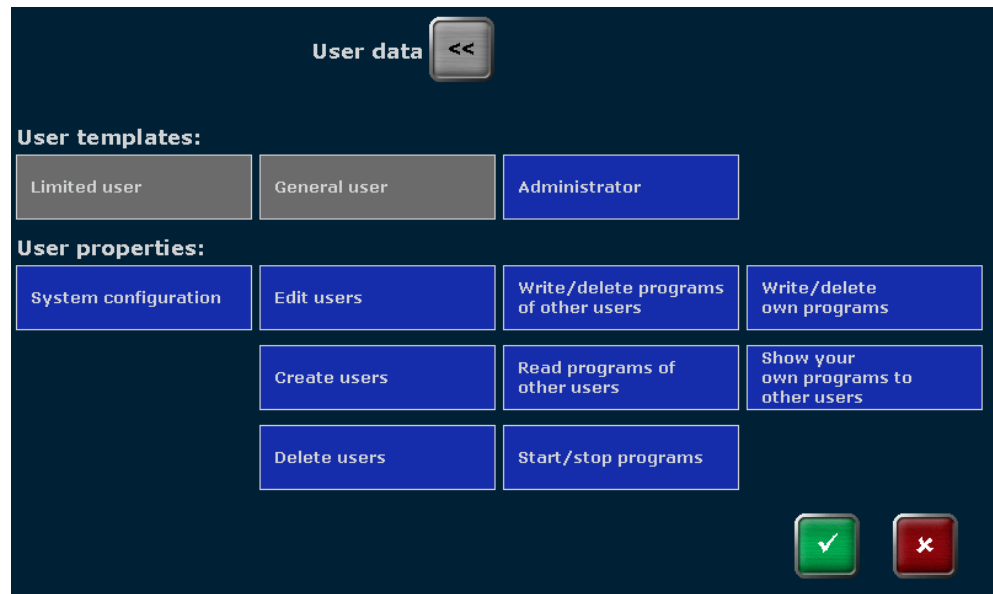 User data <<
User templates:
Limited user
General user
Administrator
User properties:
System configuration
Edit users
Write/delete programs
of other users
Write/delete
own programs
Create users
Read programs of
other users
Show your
own programs to
other users
Delete users
Start/stop programs